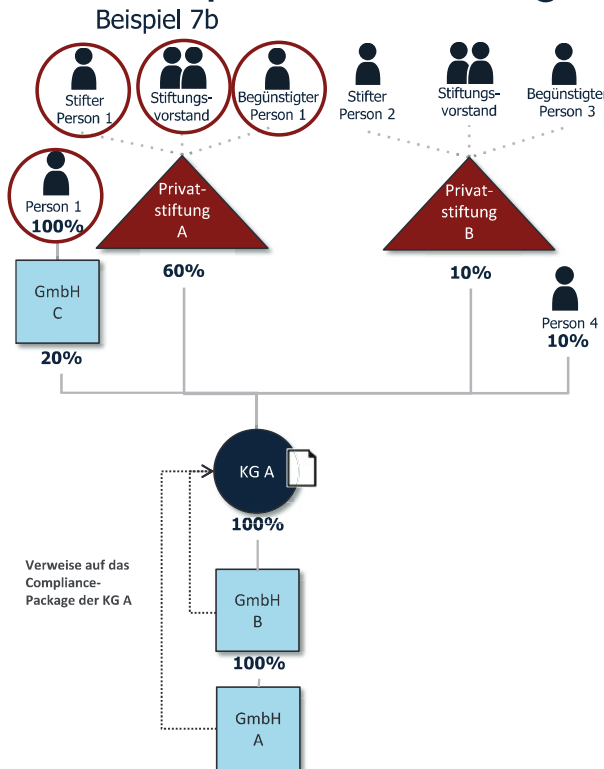 Beispiel 7b
Stifter
Person 1
Stiftungs-
vorstand
Begünstigter
Person 1
Stifter
Person 2
Stiftungs-
vorstand
Begünstigter
Person 3
Person 1
100%
Privat-
stiftung
A
Privat-
stiftung
B
60%
10%
GmbH
C
20%
Person 4
10%
KG A
100%
Verweise auf das
Compliance-
Package der KG A
GmbH
B
100%
GmbH
A